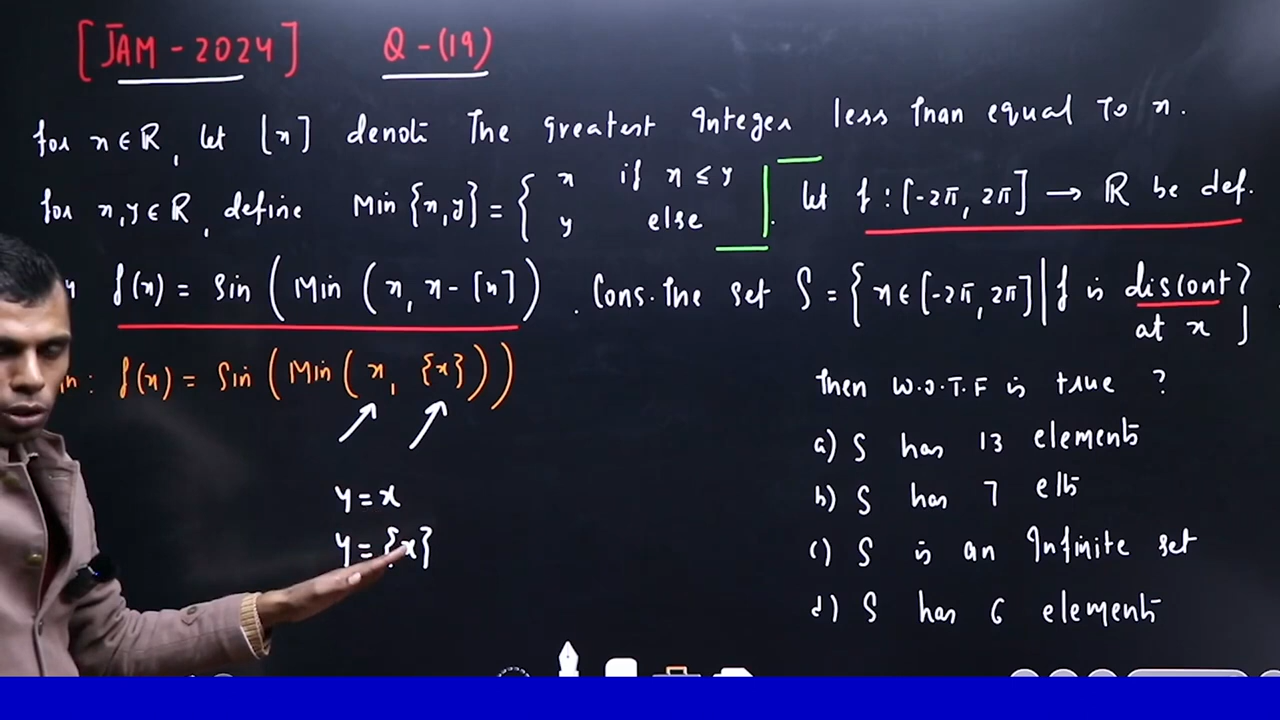 [JAM - 2024] Q - (19)
for x ∈ R, let [x] denote The greatest Integer less than equal to x.
for x, y ∈ R, define Min {x, y} = { x if x ≤ y
y else
. let f : [-2π, 2π] → R be def.
f(x) = Sin ( Min ( x, x - [x] ) . Cons. the set S = { x ∈ [-2π, 2π] | f is discont
at x }
: f(x) = Sin ( Min ( x, {x} ) )
Then W.O.T.F is true ?
y = x
y = {x}
a) S has 13 elements
b) S has 7 elts
c) S is an Infinite set
d) S has 6 elements